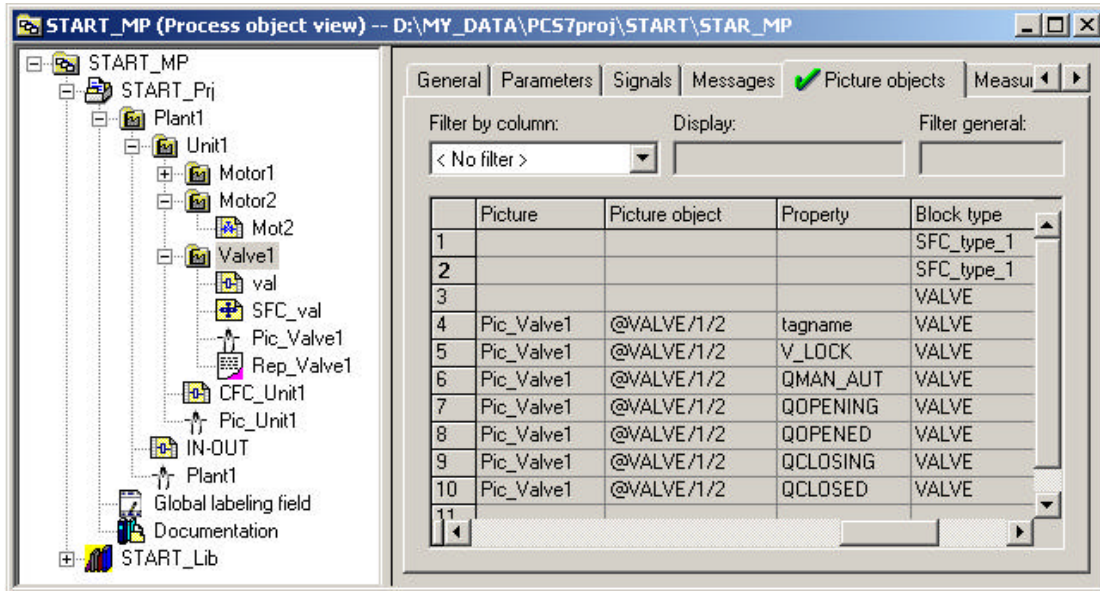 START_MP (Process object view) -- D:\MY_DATA\PCS7proj\START\STAR_MP
START_MP
START_Prj
Plant1
Unit1
Motor1
Motor2
Mot2
Valve1
val
SFC_val
Pic_Valve1
Rep_Valve1
CFC_Unit1
Pic_Unit1
IN-OUT
Plant1
Global labeling field
Documentation
START_Lib
General Parameters Signals Messages Picture objects Measu
Filter by column: Display: Filter general:
< No filter >
Picture Picture object Property Block type
1 SFC_type_1
2 SFC_type_1
3 VALVE
4 Pic_Valve1 @VALVE/1/2 tagname VALVE
5 Pic_Valve1 @VALVE/1/2 V_LOCK VALVE
6 Pic_Valve1 @VALVE/1/2 QMAN_AUT VALVE
7 Pic_Valve1 @VALVE/1/2 QOPENING VALVE
8 Pic_Valve1 @VALVE/1/2 QOPENED VALVE
9 Pic_Valve1 @VALVE/1/2 QCLOSING VALVE
10 Pic_Valve1 @VALVE/1/2 QCLOSED VALVE
11